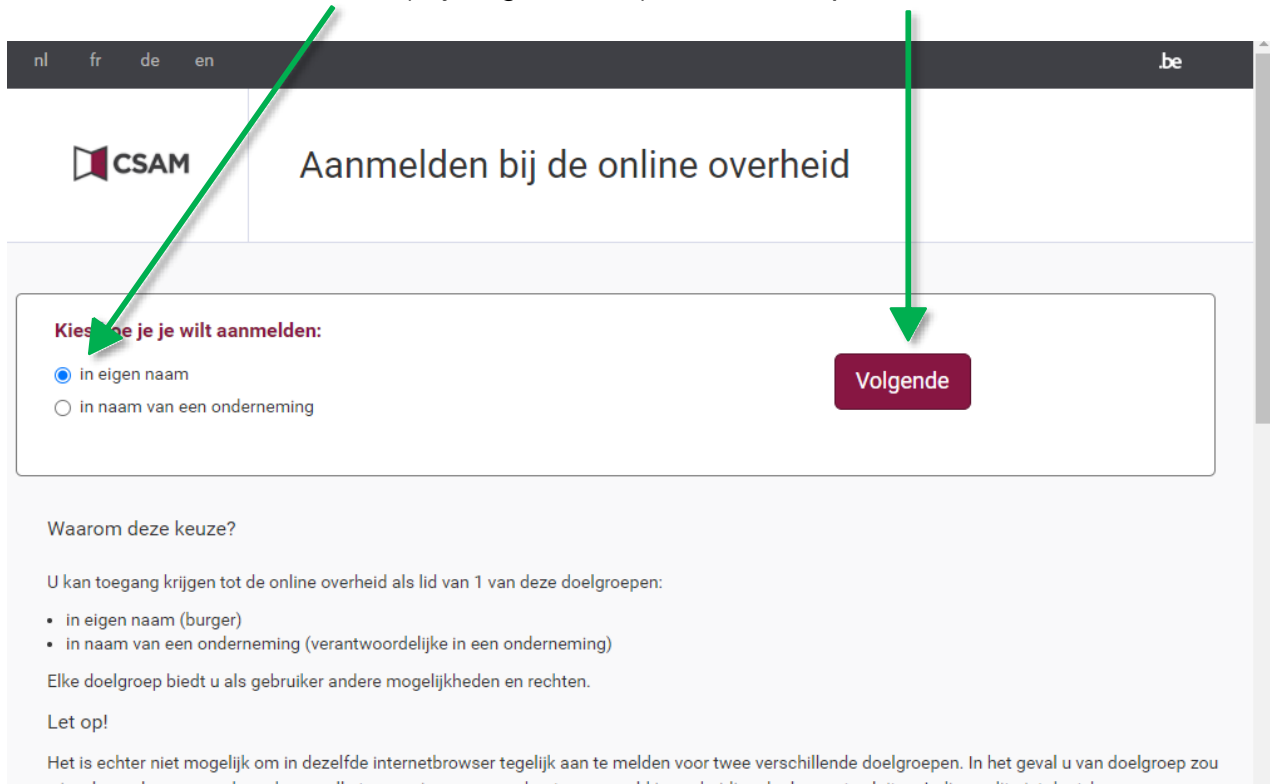 nl fr de en .be
CSAM
Aanmelden bij de online overheid
Kies hoe je je wilt aanmelden:
in eigen naam
in naam van een onderneming
Volgende
Waarom deze keuze?
U kan toegang krijgen tot de online overheid als lid van 1 van deze doelgroepen:
• in eigen naam (burger)
• in naam van een onderneming (verantwoordelijke in een onderneming)
Elke doelgroep biedt u als gebruiker andere mogelijkheden en rechten.
Let op!
Het is echter niet mogelijk om in dezelfde internetbrowser tegelijk aan te melden voor twee verschillende doelgroepen. In het geval u van doelgroep zou